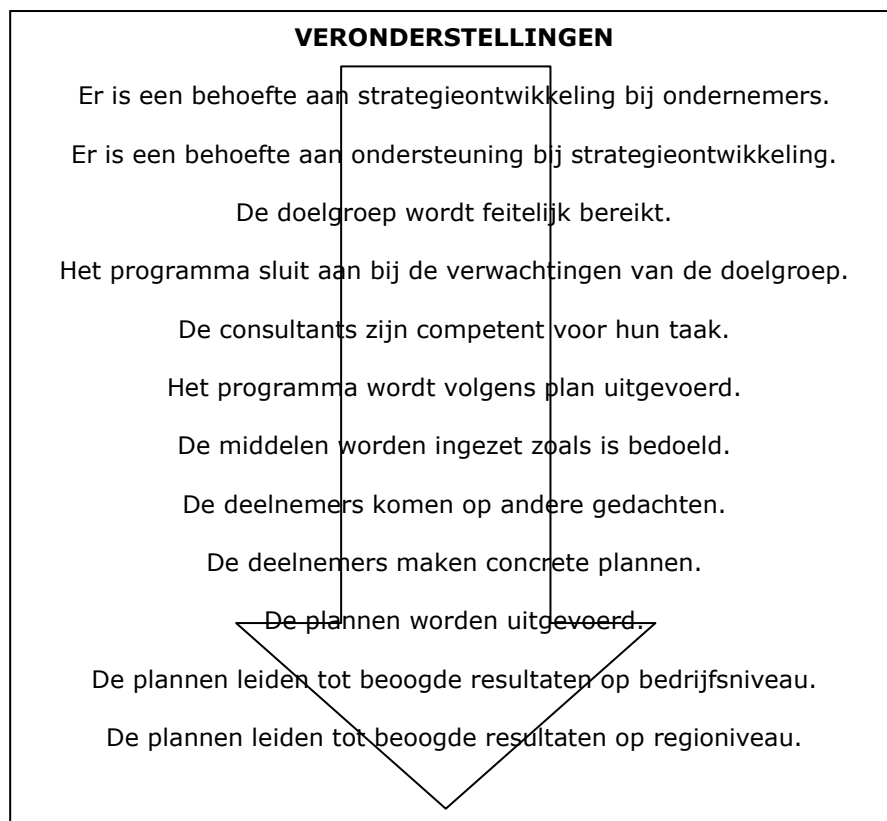 VERONDERSTELLINGEN
Er is een behoefte aan strategieontwikkeling bij ondernemers.
Er is een behoefte aan ondersteuning bij strategieontwikkeling.
De doelgroep wordt feitelijk bereikt.
Het programma sluit aan bij de verwachtingen van de doelgroep.
De consultants zijn competent voor hun taak.
Het programma wordt volgens plan uitgevoerd.
De middelen worden ingezet zoals is bedoeld.
De deelnemers komen op andere gedachten.
De deelnemers maken concrete plannen.
De plannen worden uitgevoerd.
De plannen leiden tot beoogde resultaten op bedrijfsniveau.
De plannen leiden tot beoogde resultaten op regioniveau.